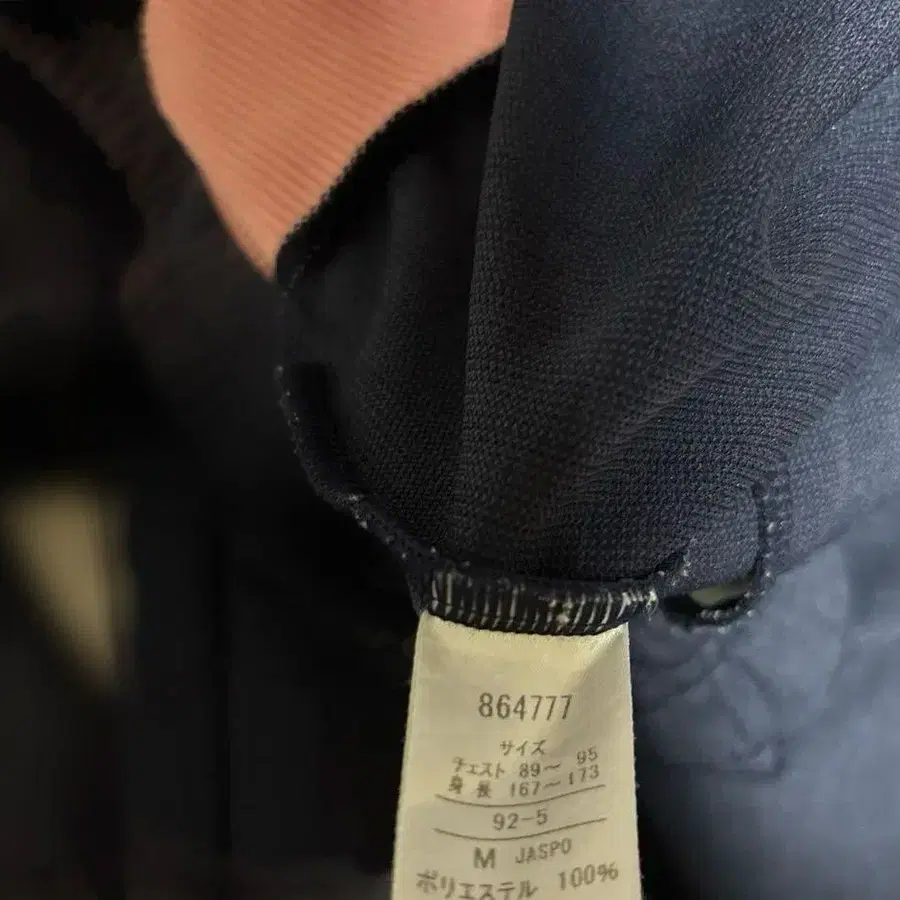 864777
サイズ
チェスト 89～ 95
身長 167～173
92-5
M JASPO
ポリエステル 100%